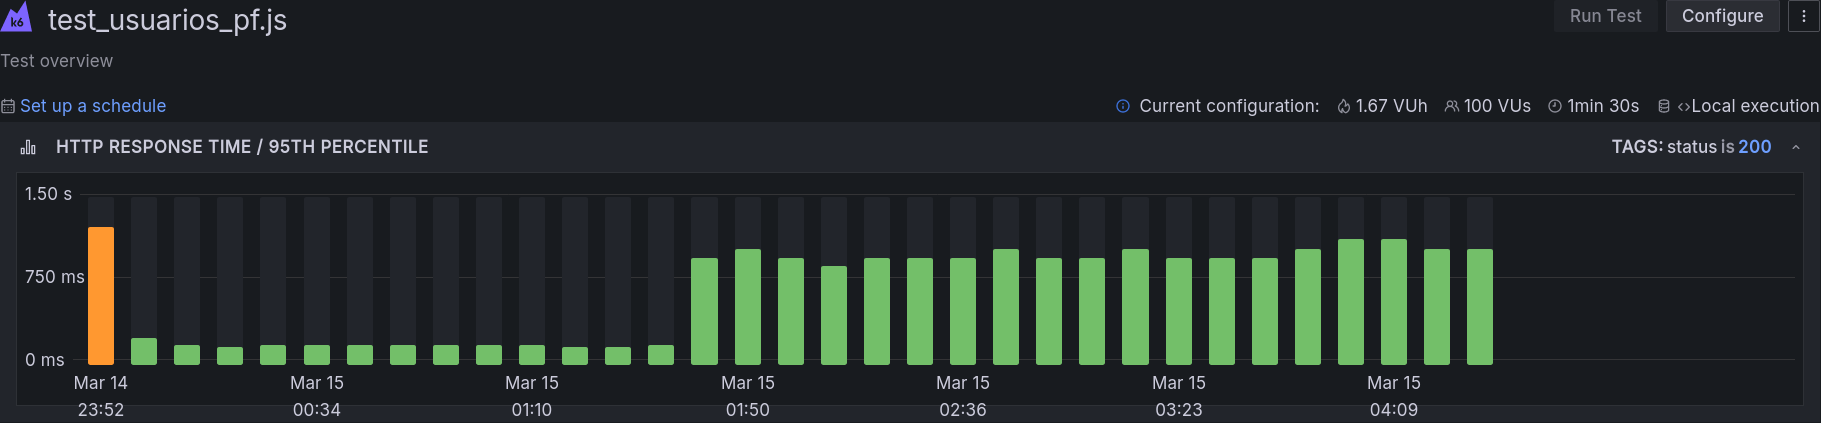 k6
test_usuarios_pf.js
Run Test
Configure
Test overview
Set up a schedule
Current configuration: 1.67 VUh 100 VUs 1min 30s <>Local execution
HTTP RESPONSE TIME / 95TH PERCENTILE
TAGS: status is 200
1.50 s
750 ms
0 ms
Mar 14
23:52
Mar 15
00:34
Mar 15
01:10
Mar 15
01:50
Mar 15
02:36
Mar 15
03:23
Mar 15
04:09